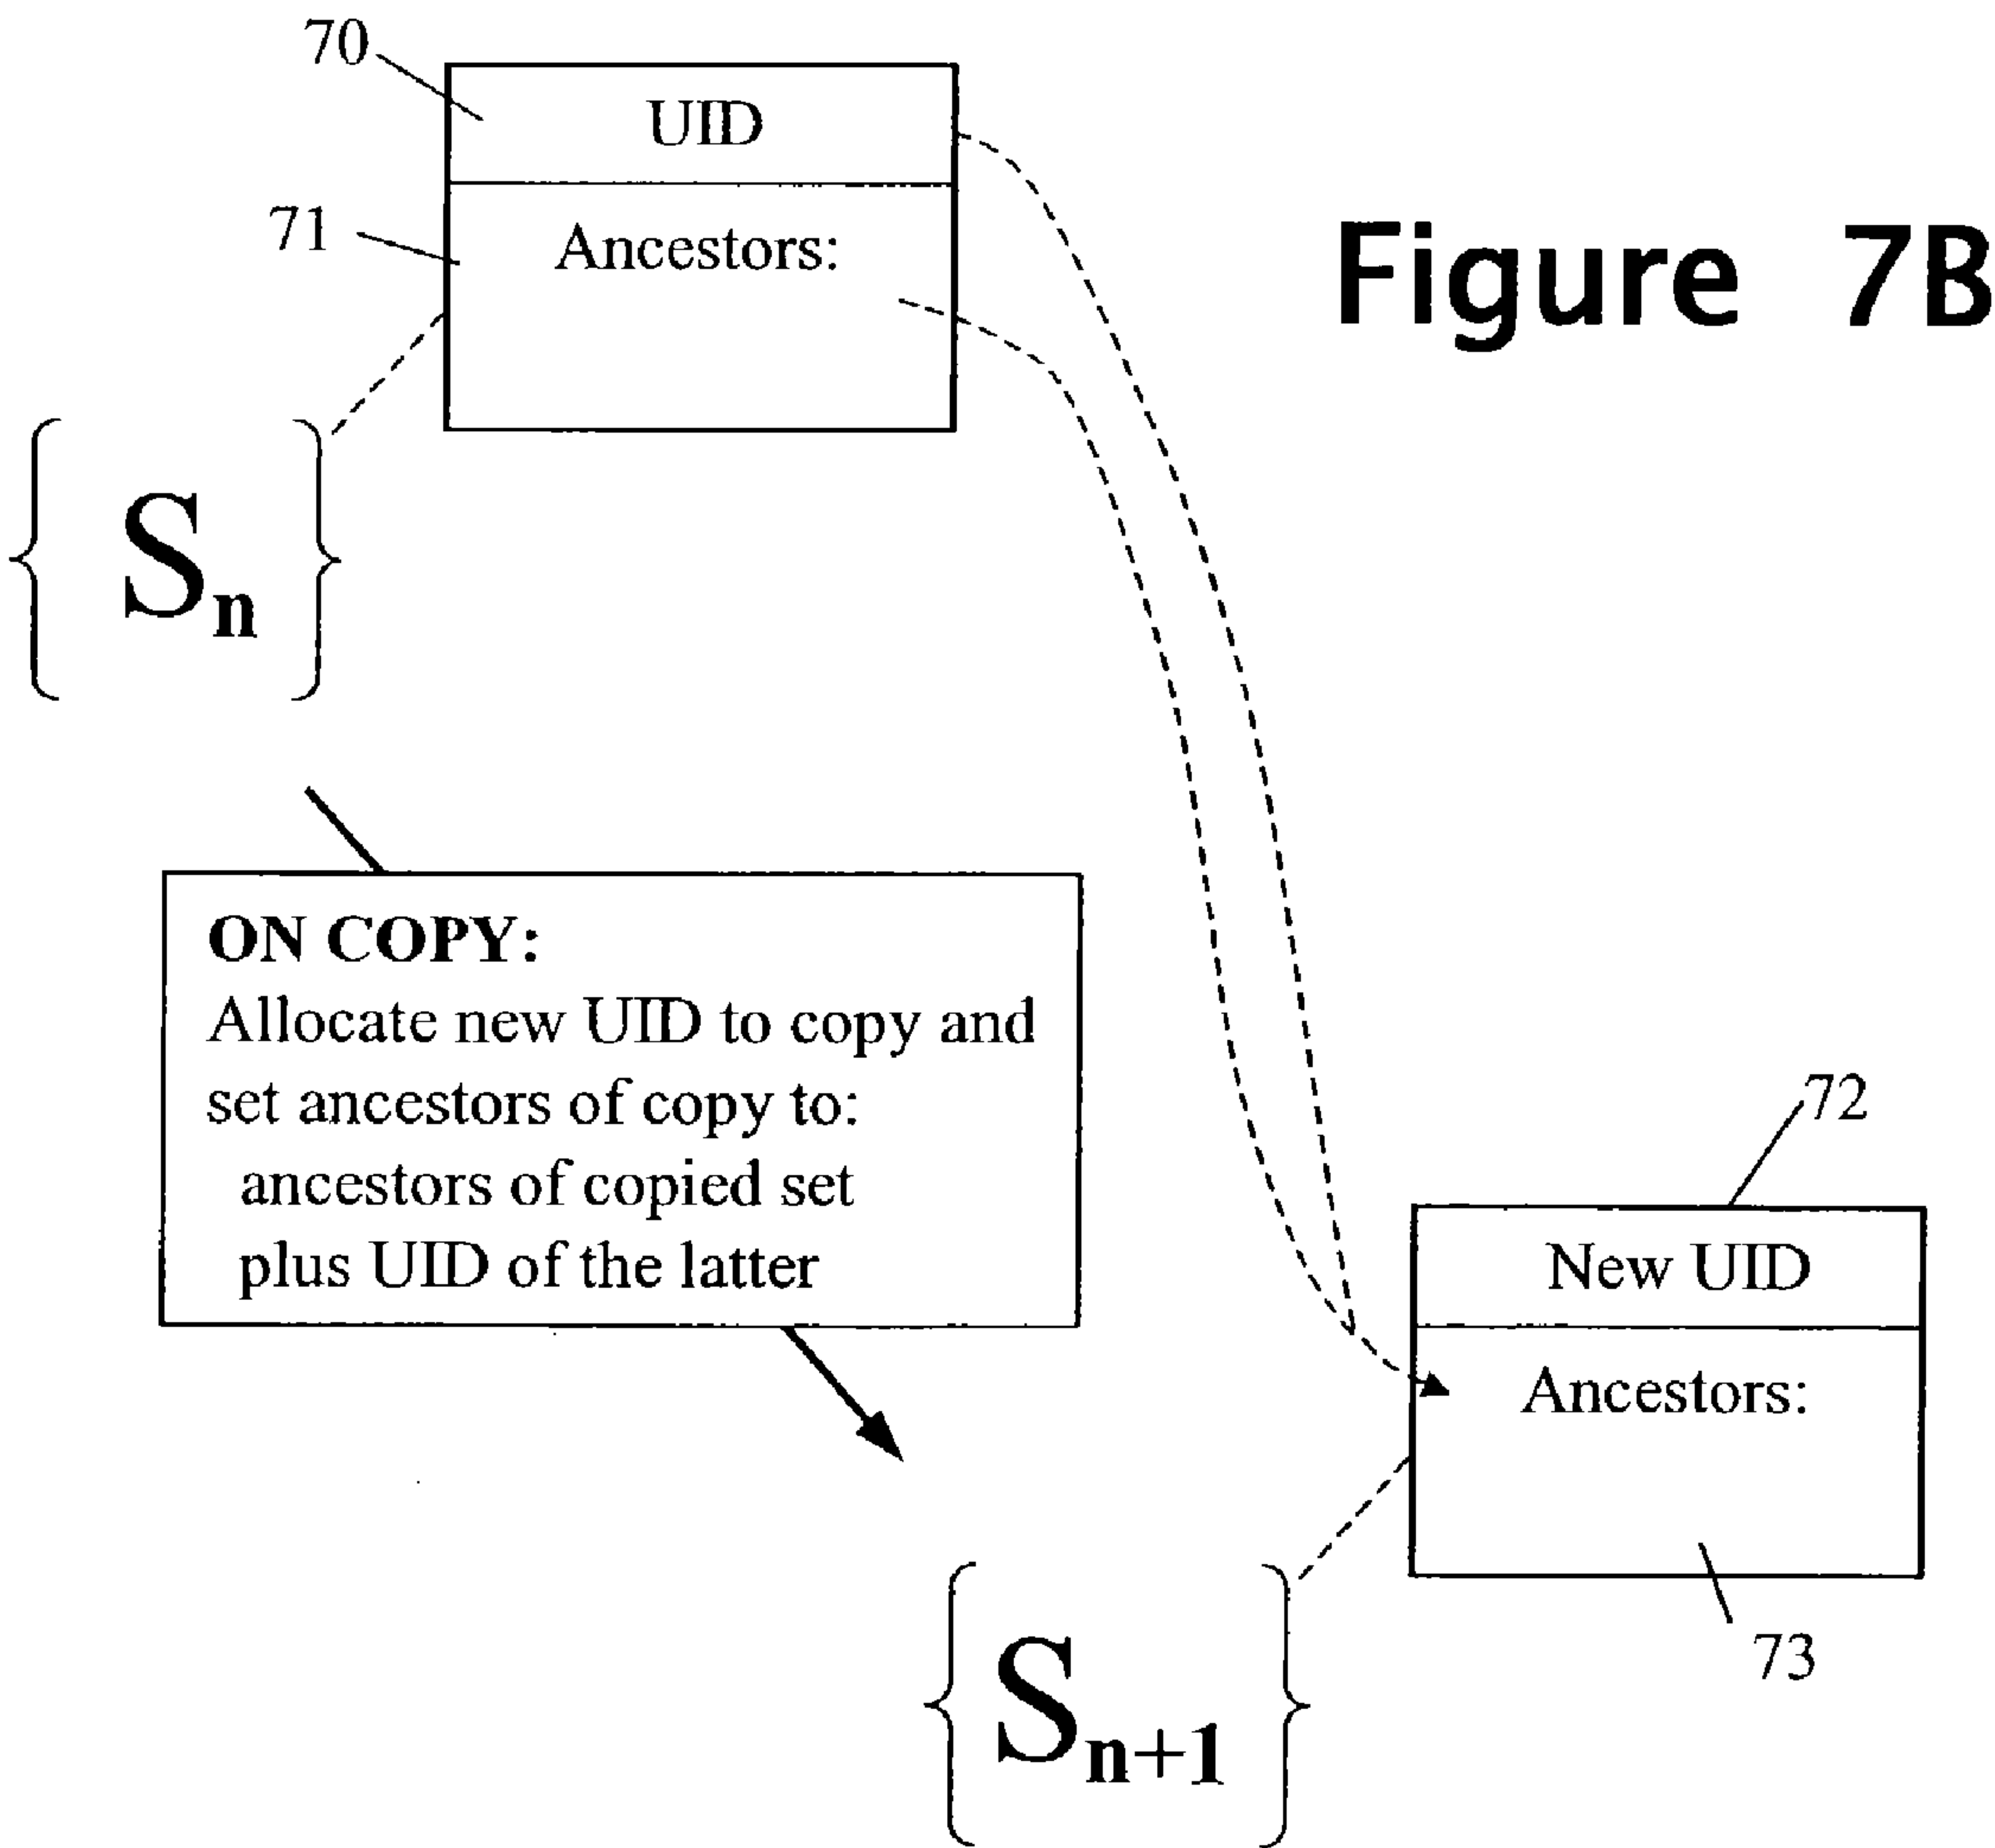 70
UID
71
Ancestors:
Figure 7B
{ Sn }
ON COPY:
Allocate new UID to copy and
set ancestors of copy to:
ancestors of copied set
plus UID of the latter
72
New UID
Ancestors:
73
{ Sn+1 }